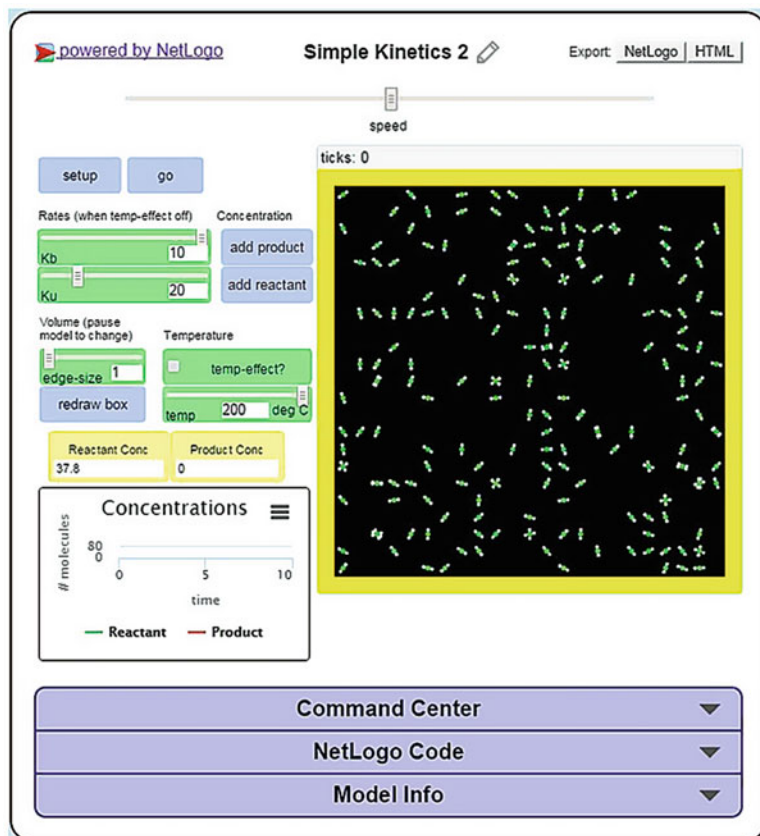 powered by NetLogo
Simple Kinetics 2
Export: NetLogo HTML
speed
ticks: 0
setup
go
Rates (when temp-effect off)
Concentration
Kb 10
add product
Ku 20
add reactant
Volume (pause
model to change)
Temperature
edge-size 1
temp-effect?
redraw box
temp 200 deg C
Reactant Conc
37.8
Product Conc
0
Concentrations
# molecules
80
0
0 5 10
time
Reactant Product
Command Center
NetLogo Code
Model Info